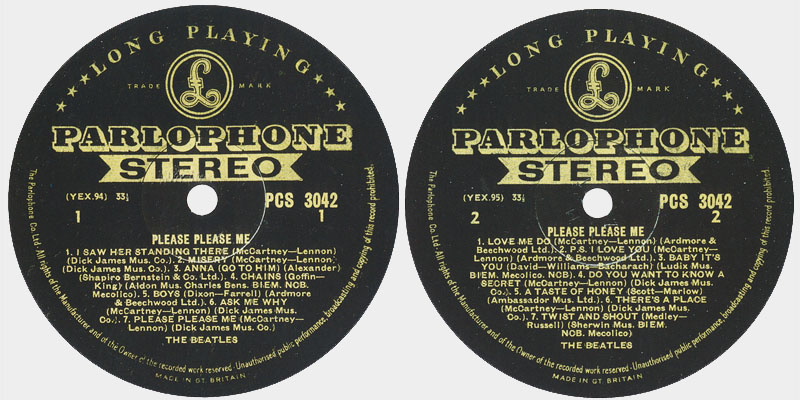 ★★★ LONG PLAYING ★★★
TRADE MARK
£
PARLOPHONE
STEREO
(YEX.94) 33⅓
PCS 3042
1
1
PLEASE PLEASE ME
1. I SAW HER STANDING THERE (McCartney—Lennon)
(Dick James Mus. Co.) 2. MISERY (McCartney—Lennon)
(Dick James Mus. Co.) 3. ANNA (GO TO HIM) (Alexander)
(Shapiro Bernstein & Co. Ltd.) 4. CHAINS (Goffin—
King) (Aldon Mus. Charles Bens. BIEM. NOB.
Mecolico) 5. BOYS (Dixon—Farrell) (Ardmore
& Beechwood Ltd.) 6. ASK ME WHY
(McCartney—Lennon) (Dick James Mus.
Co.) 7. PLEASE PLEASE ME (McCartney—
Lennon) (Dick James Mus. Co.)
THE BEATLES
The Parlophone Co. Ltd · All rights of the Manufacturer and of the Owner of the recorded work reserved · Unauthorised public performance, broadcasting and copying of this record prohibited.
MADE IN GT. BRITAIN
★★★ LONG PLAYING ★★★
TRADE MARK
£
PARLOPHONE
STEREO
(YEX.95) 33⅓
PCS 3042
2
2
PLEASE PLEASE ME
1. LOVE ME DO (McCartney—Lennon) (Ardmore &
Beechwood Ltd.) 2. P.S. I LOVE YOU (McCartney—
Lennon) (Ardmore & Beechwood Ltd.) 3. BABY IT'S
YOU (David—Williams—Bacharach) (Ludix Mus.
BIEM. Mecolico. NOB.) 4. DO YOU WANT TO KNOW A
SECRET (McCartney—Lennon) (Dick James Mus.
Co.) 5. A TASTE OF HONEY (Scott—Marlow)
(Ambassador Mus. Ltd.) 6. THERE'S A PLACE
(McCartney—Lennon) (Dick James Mus.
Co.) 7. TWIST AND SHOUT (Medley—
Russell) (Sherwin Mus. BIEM.
NOB. Mecolico)
THE BEATLES
The Parlophone Co. Ltd · All rights of the Manufacturer and of the Owner of the recorded work reserved · Unauthorised public performance, broadcasting and copying of this record prohibited.
MADE IN GT. BRITAIN